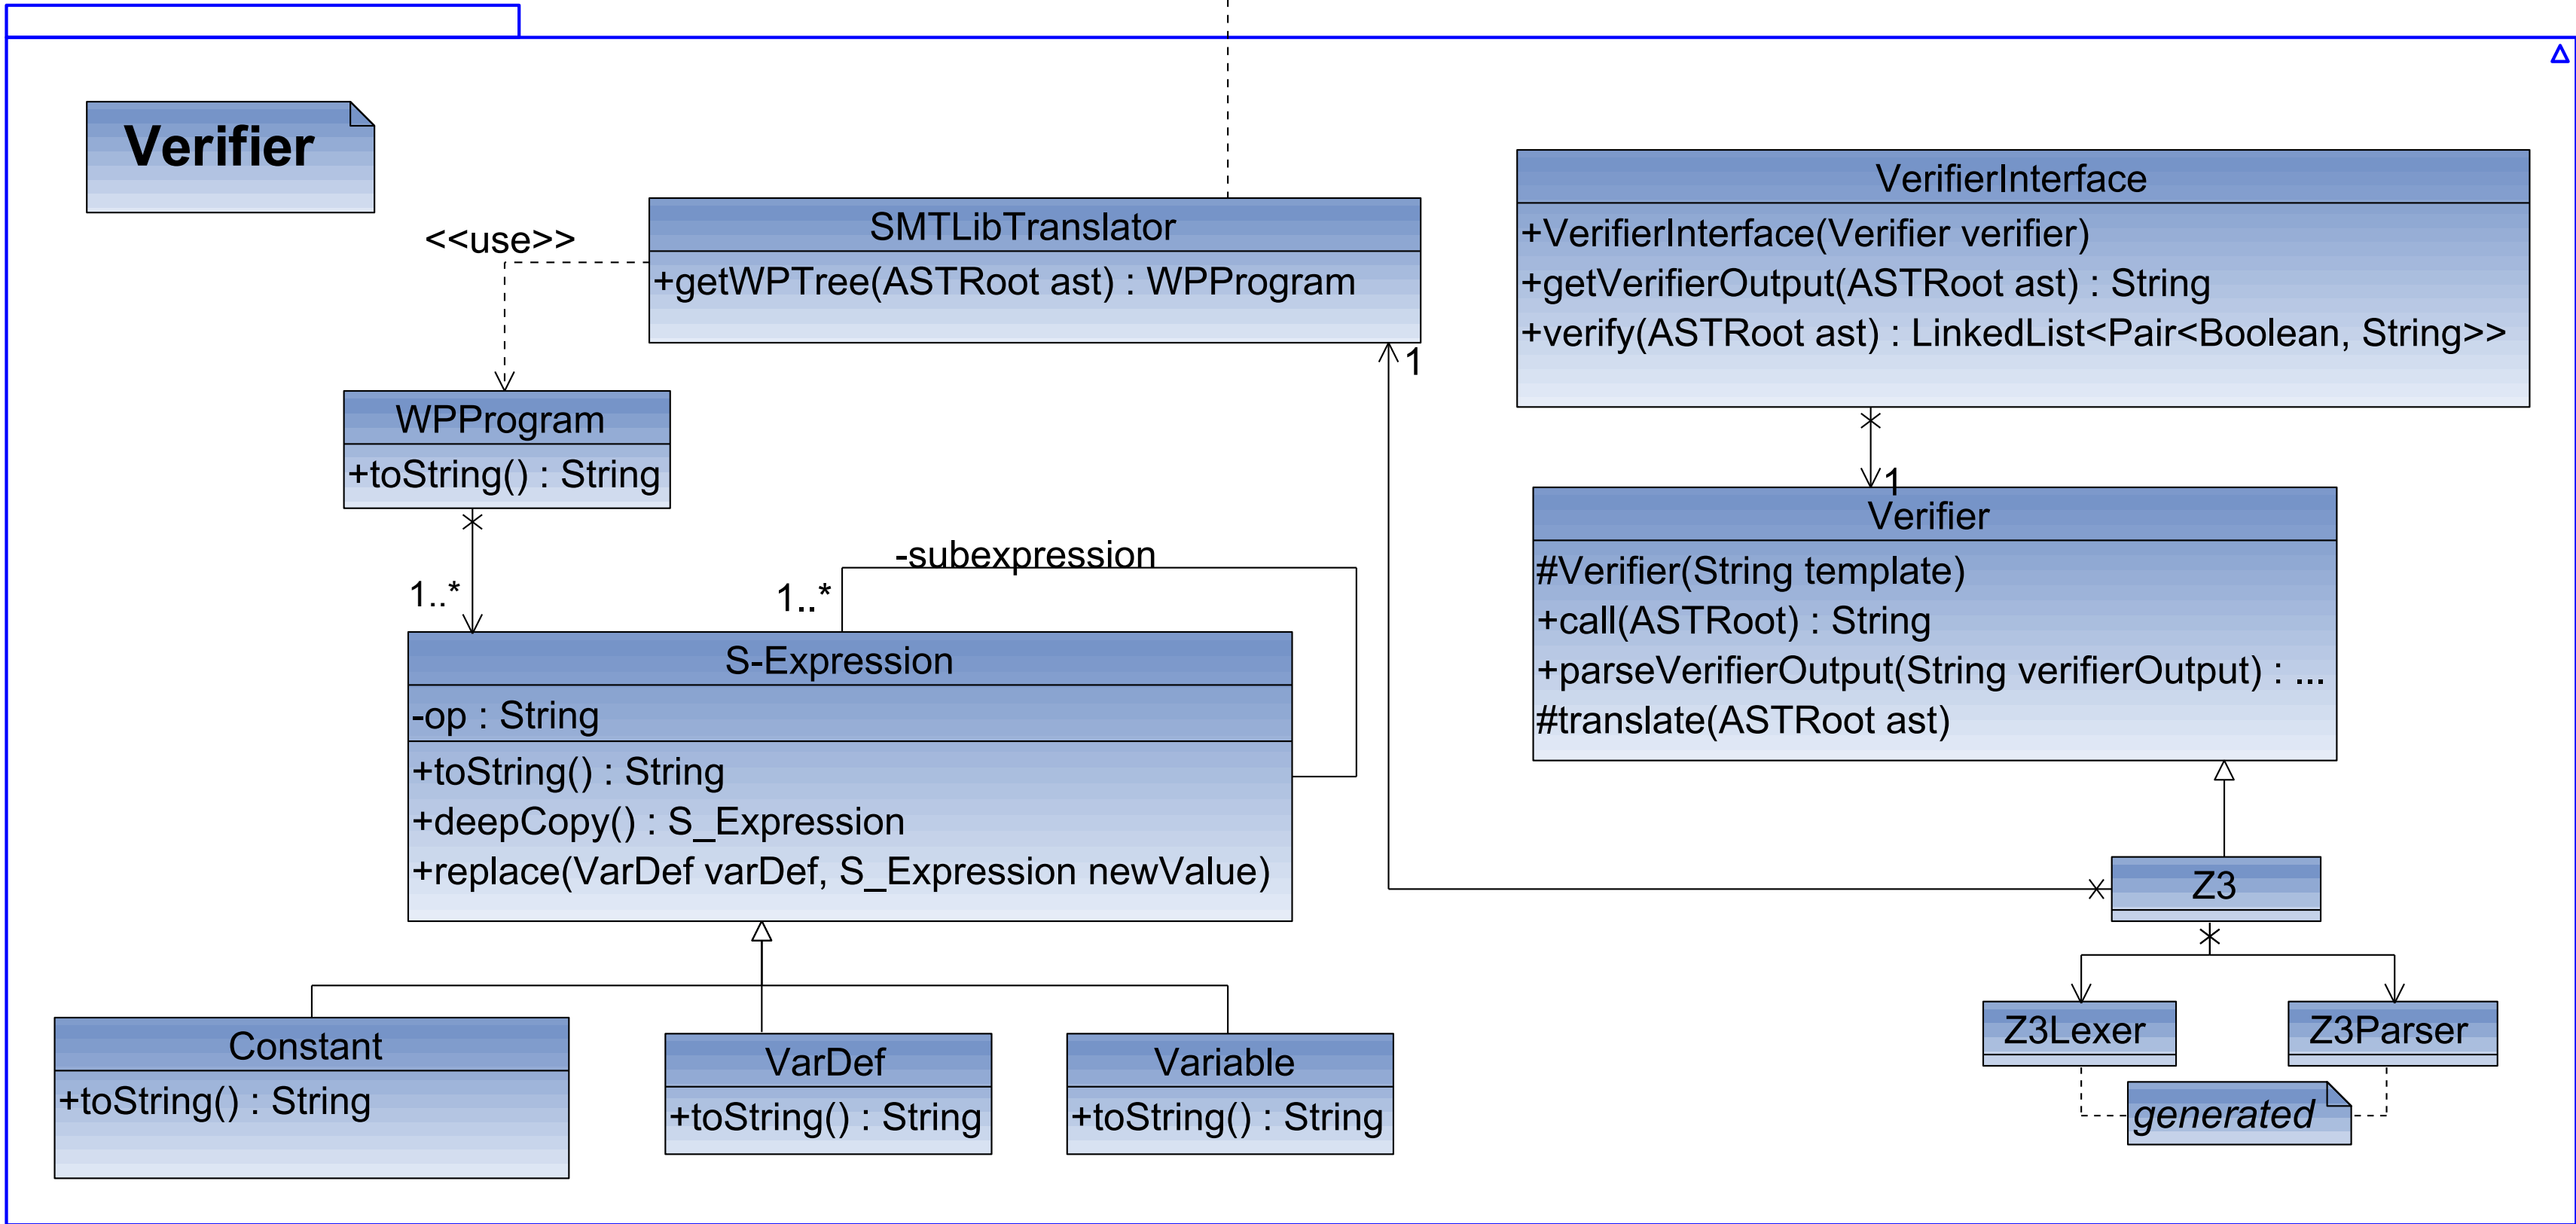 Verifier
<<use>>
SMTLibTranslator
+getWPTree(ASTRoot ast) : WPProgram
1
VerifierInterface
+VerifierInterface(Verifier verifier)
+getVerifierOutput(ASTRoot ast) : String
+verify(ASTRoot ast) : LinkedList<Pair<Boolean, String>>
1
WPProgram
+toString() : String
1..*
-subexpression
1..*
Verifier
#Verifier(String template)
+call(ASTRoot) : String
+parseVerifierOutput(String verifierOutput) : ...
#translate(ASTRoot ast)
S-Expression
-op : String
+toString() : String
+deepCopy() : S_Expression
+replace(VarDef varDef, S_Expression newValue)
Z3
Constant
+toString() : String
VarDef
+toString() : String
Variable
+toString() : String
Z3Lexer
Z3Parser
generated